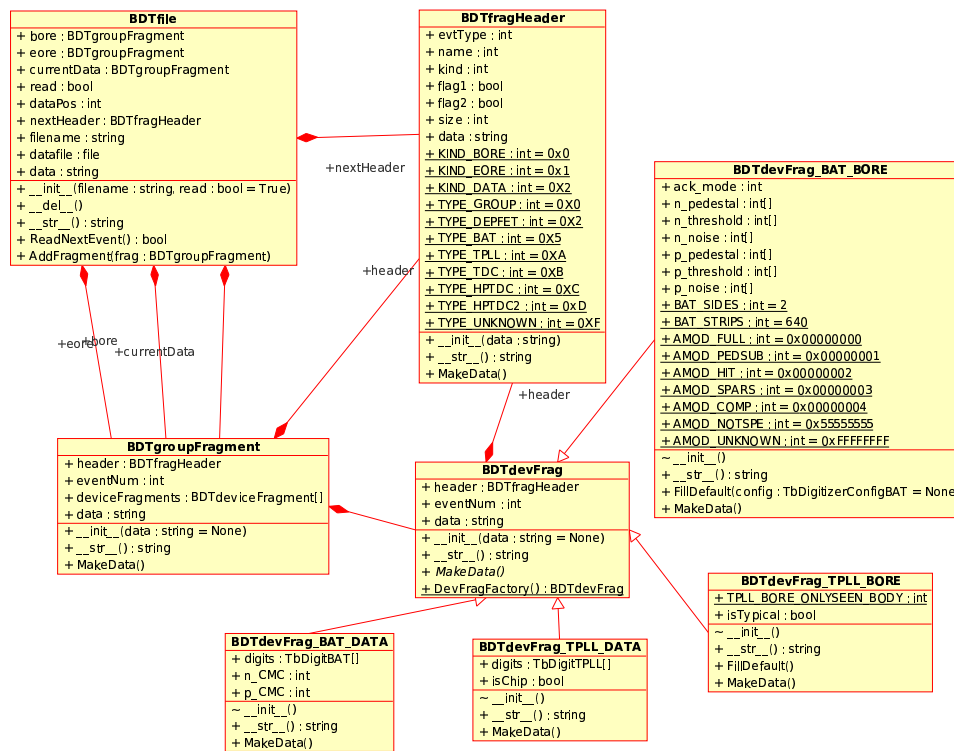 BDTfile
+ bore : BDTgroupFragment
+ eore : BDTgroupFragment
+ currentData : BDTgroupFragment
+ read : bool
+ dataPos : int
+ nextHeader : BDTfragHeader
+ filename : string
+ datafile : file
+ data : string
+ __init__(filename : string, read : bool = True)
+ __del__()
+ __str__() : string
+ ReadNextEvent() : bool
+ AddFragment(frag : BDTgroupFragment)
BDTfragHeader
+ evtType : int
+ name : int
+ kind : int
+ flag1 : bool
+ flag2 : bool
+ size : int
+ data : string
+ KIND_BORE : int = 0x0
+ KIND_EORE : int = 0x1
+ KIND_DATA : int = 0X2
+ TYPE_GROUP : int = 0X0
+ TYPE_DEPFET : int = 0X2
+ TYPE_BAT : int = 0X5
+ TYPE_TPLL : int = 0XA
+ TYPE_TDC : int = 0XB
+ TYPE_HPTDC : int = 0XC
+ TYPE_HPTDC2 : int = 0xD
+ TYPE_UNKNOWN : int = 0XF
+ __init__(data : string)
+ __str__() : string
+ MakeData()
+nextHeader
+header
+eore
+bore
+currentData
+header
BDTdevFrag_BAT_BORE
+ ack_mode : int
+ n_pedestal : int[]
+ n_threshold : int[]
+ n_noise : int[]
+ p_pedestal : int[]
+ p_threshold : int[]
+ p_noise : int[]
+ BAT_SIDES : int = 2
+ BAT_STRIPS : int = 640
+ AMOD_FULL : int = 0x00000000
+ AMOD_PEDSUB : int = 0x00000001
+ AMOD_HIT : int = 0x00000002
+ AMOD_SPARS : int = 0x00000003
+ AMOD_COMP : int = 0x00000004
+ AMOD_NOTSPE : int = 0x55555555
+ AMOD_UNKNOWN : int = 0xFFFFFFFF
~ __init__()
+ __str__() : string
+ FillDefault(config : TbDigitizerConfigBAT = None
+ MakeData()
BDTgroupFragment
+ header : BDTfragHeader
+ eventNum : int
+ deviceFragments : BDTdeviceFragment[]
+ data : string
+ __init__(data : string = None)
+ __str__() : string
+ MakeData()
BDTdevFrag
+ header : BDTfragHeader
+ eventNum : int
+ data : string
+ __init__(data : string = None)
+ __str__() : string
+ MakeData()
+ DevFragFactory() : BDTdevFrag
BDTdevFrag_TPLL_BORE
+ TPLL_BORE_ONLYSEEN_BODY : int
+ isTypical : bool
~ __init__()
+ __str__() : string
+ FillDefault()
+ MakeData()
BDTdevFrag_BAT_DATA
+ digits : TbDigitBAT[]
+ n_CMC : int
+ p_CMC : int
~ __init__()
+ __str__() : string
+ MakeData()
BDTdevFrag_TPLL_DATA
+ digits : TbDigitTPLL[]
+ isChip : bool
~ __init__()
+ __str__() : string
+ MakeData()